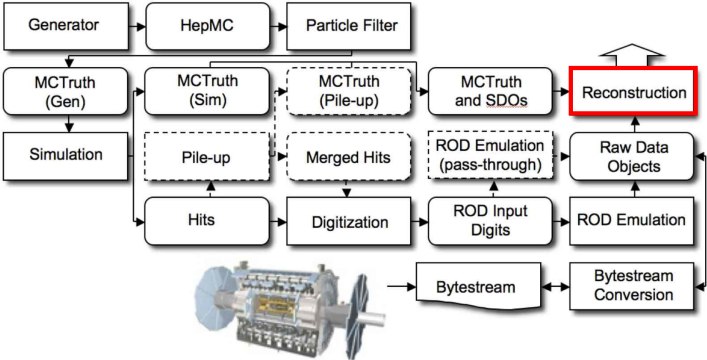 Generator
HepMC
Particle Filter
MCTruth
(Gen)
MCTruth
(Sim)
MCTruth
(Pile-up)
MCTruth
and SDOs
Reconstruction
Simulation
Pile-up
Merged Hits
ROD Emulation
(pass-through)
Raw Data
Objects
Hits
Digitization
ROD Input
Digits
ROD Emulation
Bytestream
Bytestream
Conversion